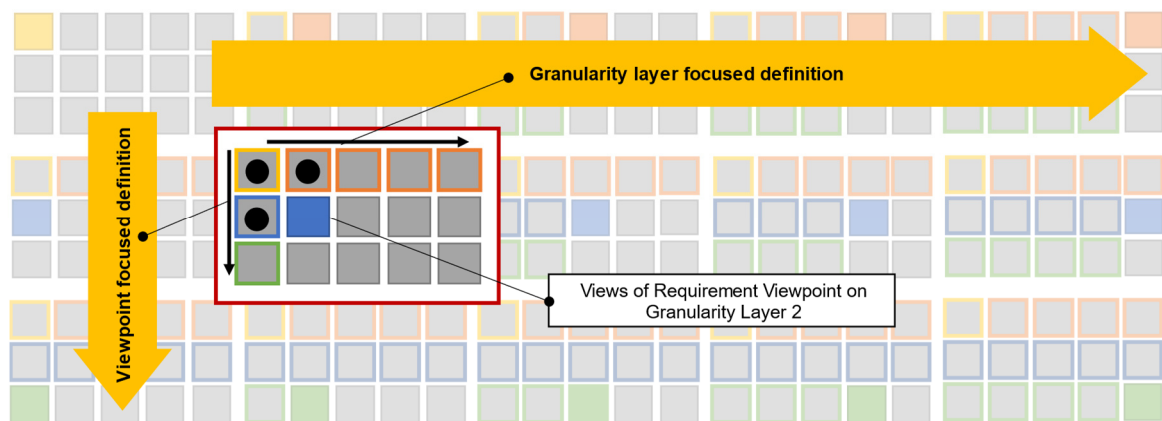 Granularity layer focused definition
Viewpoint focused definition
Views of Requirement Viewpoint on
Granularity Layer 2